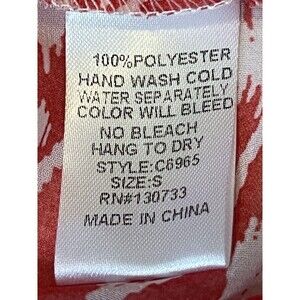 100%POLYESTER
HAND WASH COLD
WATER SEPARATELY
COLOR WILL BLEED
NO BLEACH
HANG TO DRY
STYLE:C6965
SIZE:S
RN#130733
MADE IN CHINA